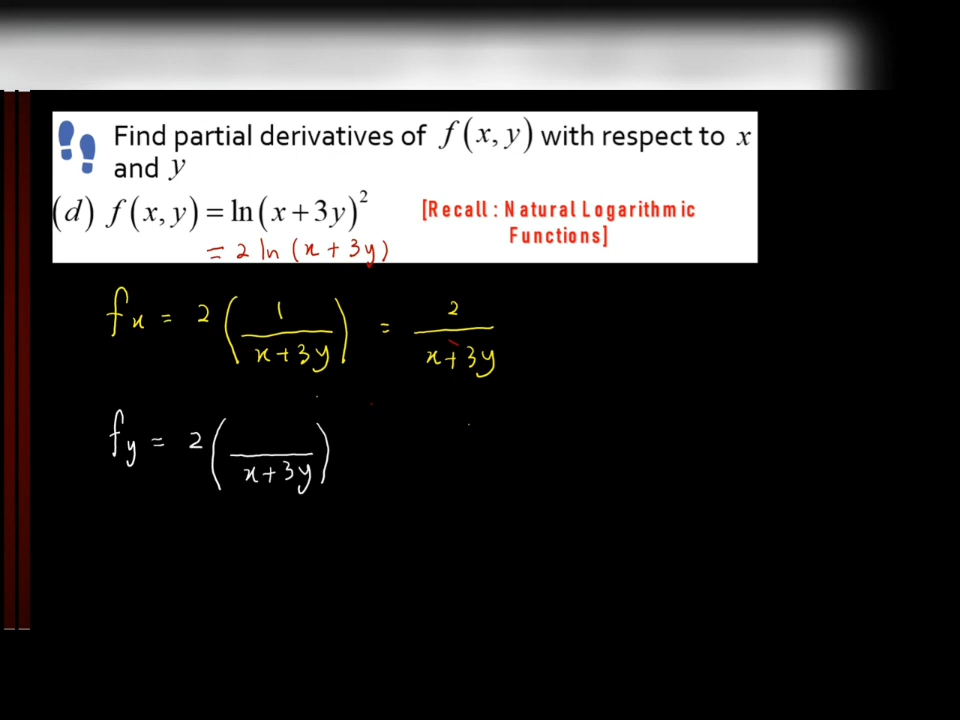 Find partial derivatives of f(x, y) with respect to x
and y
(d) f(x, y) = ln(x + 3y)² [Recall : Natural Logarithmic
Functions]
= 2 ln (x + 3y)
fx = 2 ( 1 / x + 3y ) = 2 / x + 3y
fy = 2 ( / x + 3y )